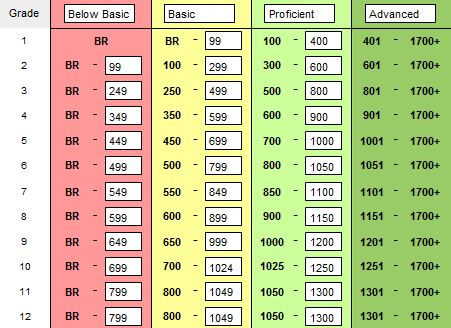 Grade Below Basic Basic Proficient Advanced
1 BR BR - 99 100 - 400 401 - 1700+
2 BR - 99 100 - 299 300 - 600 601 - 1700+
3 BR - 249 250 - 499 500 - 800 801 - 1700+
4 BR - 349 350 - 599 600 - 900 901 - 1700+
5 BR - 449 450 - 699 700 - 1000 1001 - 1700+
6 BR - 499 500 - 799 800 - 1050 1051 - 1700+
7 BR - 549 550 - 849 850 - 1100 1101 - 1700+
8 BR - 599 600 - 899 900 - 1150 1151 - 1700+
9 BR - 649 650 - 999 1000 - 1200 1201 - 1700+
10 BR - 699 700 - 1024 1025 - 1250 1251 - 1700+
11 BR - 799 800 - 1049 1050 - 1300 1301 - 1700+
12 BR - 799 800 - 1049 1050 - 1300 1301 - 1700+